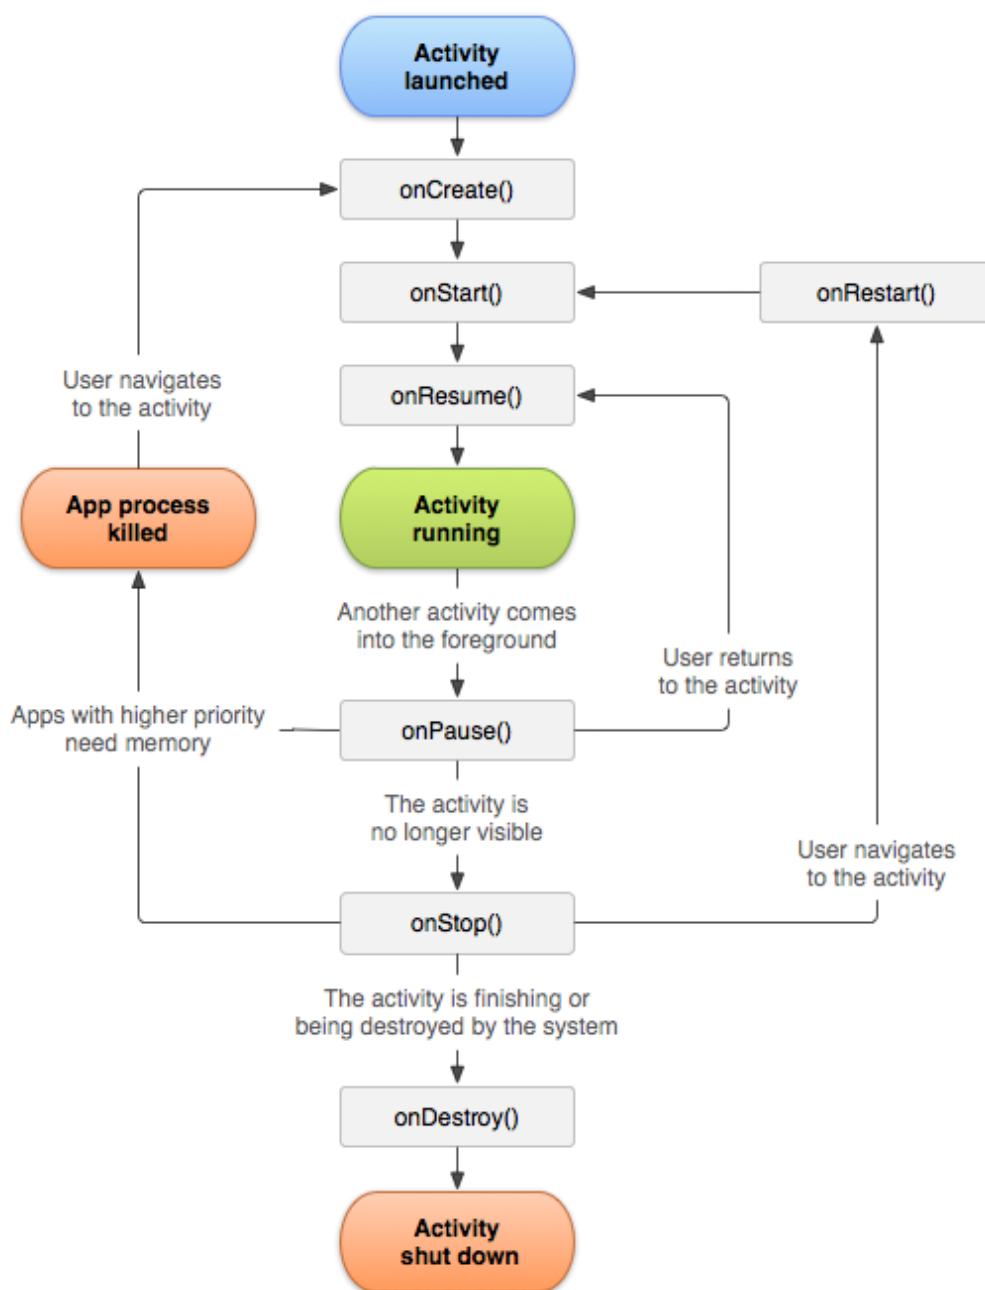 Activity
launched
onCreate()
onStart()
onRestart()
User navigates
to the activity
onResume()
App process
killed
Activity
running
Another activity comes
into the foreground
User returns
to the activity
Apps with higher priority
need memory
onPause()
The activity is
no longer visible
User navigates
to the activity
onStop()
The activity is finishing or
being destroyed by the system
onDestroy()
Activity
shut down